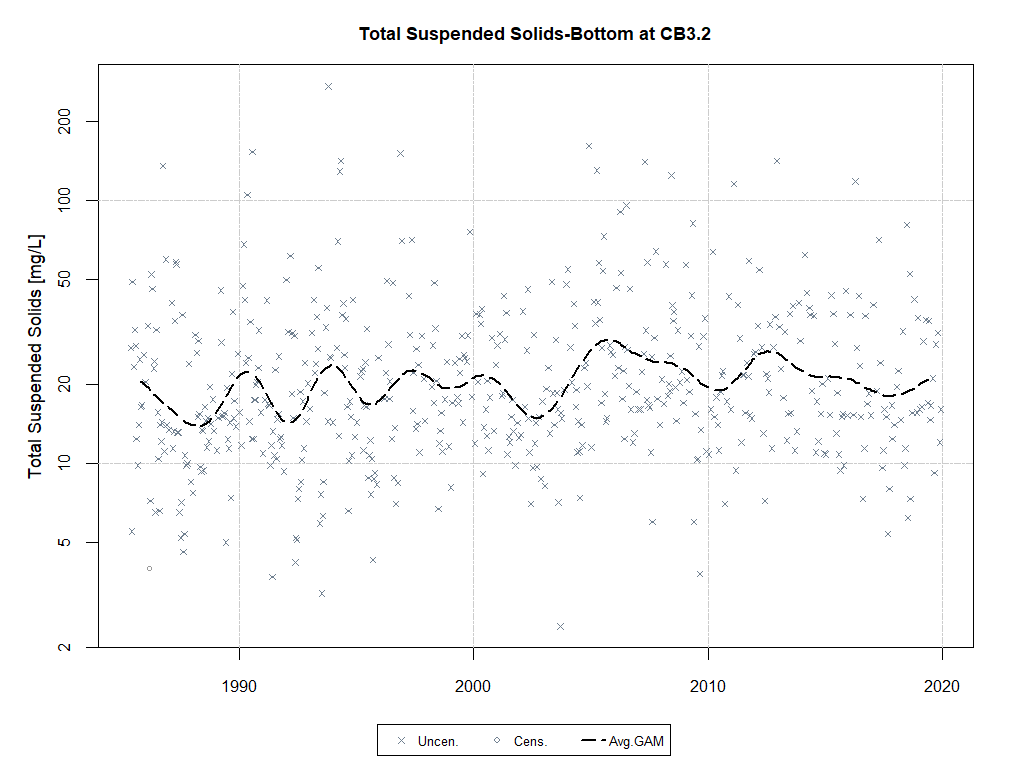 Total Suspended Solids-Bottom at CB3.2
Total Suspended Solids [mg/L]
200
100
50
20
10
5
2
1990 2000 2010 2020
Uncen. Cens. Avg.GAM